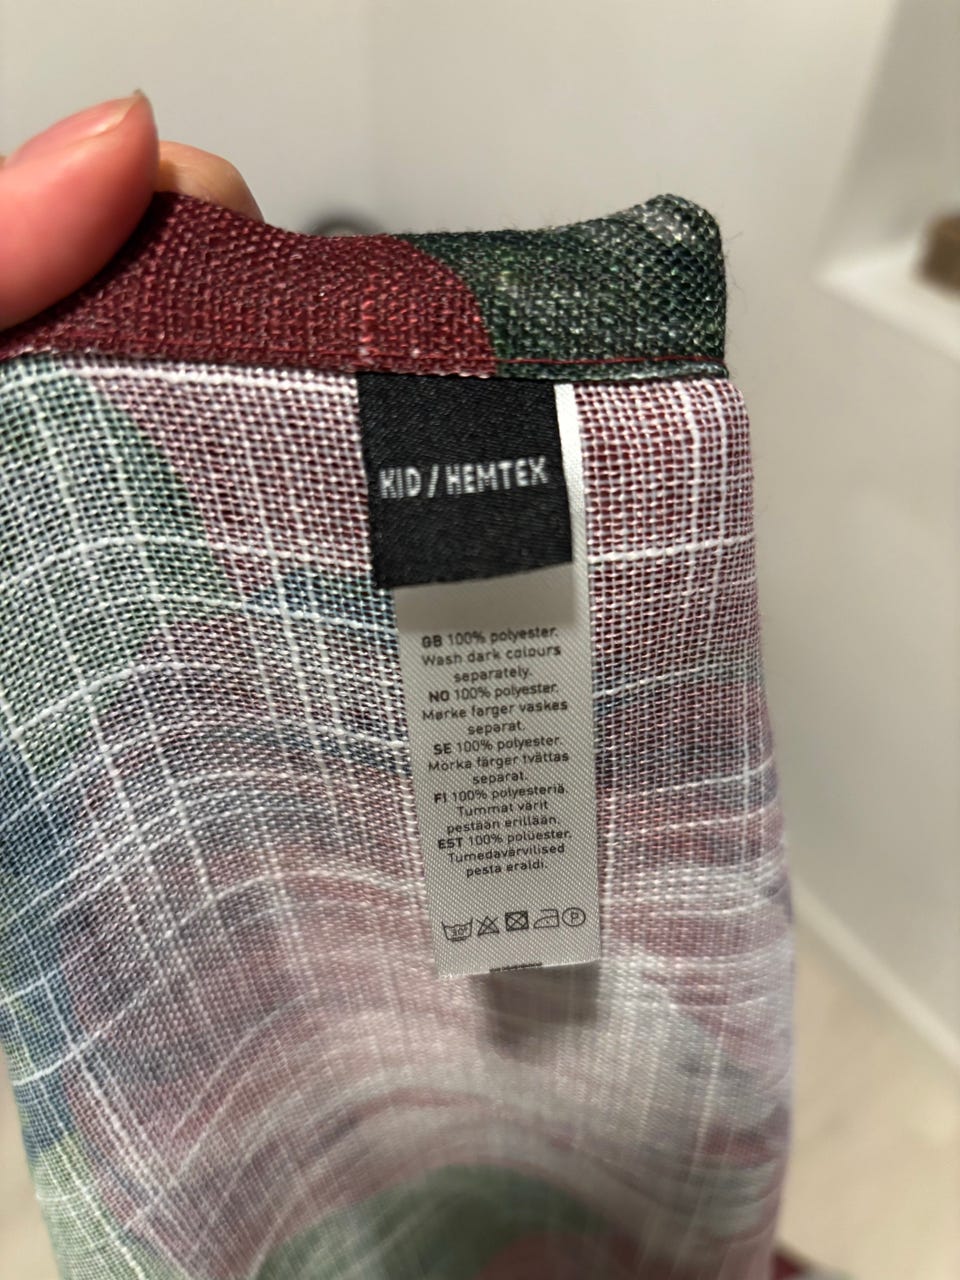 KID / HEMTEX
GB 100% polyester.
Wash dark colours
separately.
NO 100% polyester.
Mørke farger vaskes
separat.
SE 100% polyester
Mörka färger tvättas
separat.
FI 100% polyesteriä.
Tummat värit
pestään erillään.
EST 100% polüester.
Tumedavärvilised
pesta eraldi.
30°
P